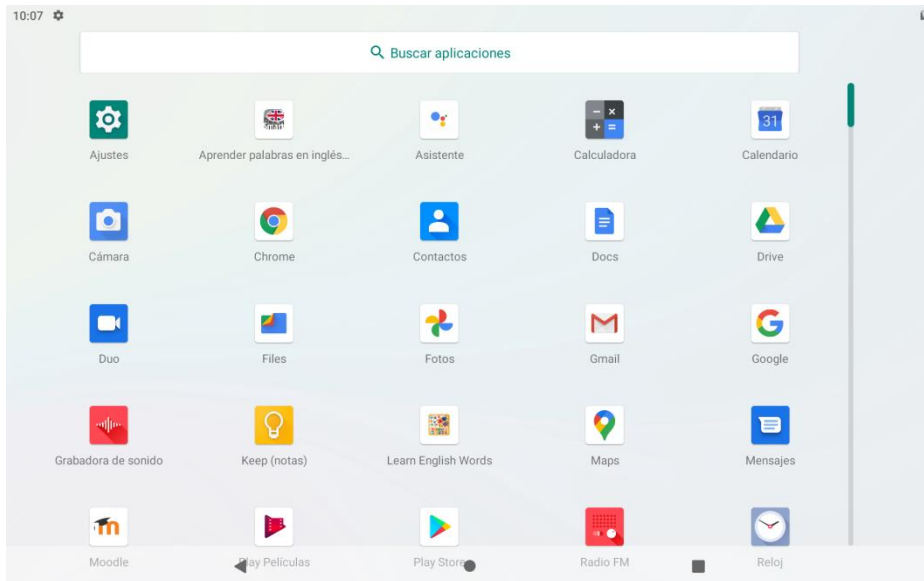 10:07
Buscar aplicaciones
Ajustes
Aprender palabras en inglés...
Asistente
Calculadora
31
Calendario
Cámara
Chrome
Contactos
Docs
Drive
Duo
Files
Fotos
Gmail
Google
Grabadora de sonido
Keep (notas)
Learn English Words
Maps
Mensajes
Moodle
Play Películas
Play Store
Radio FM
Reloj